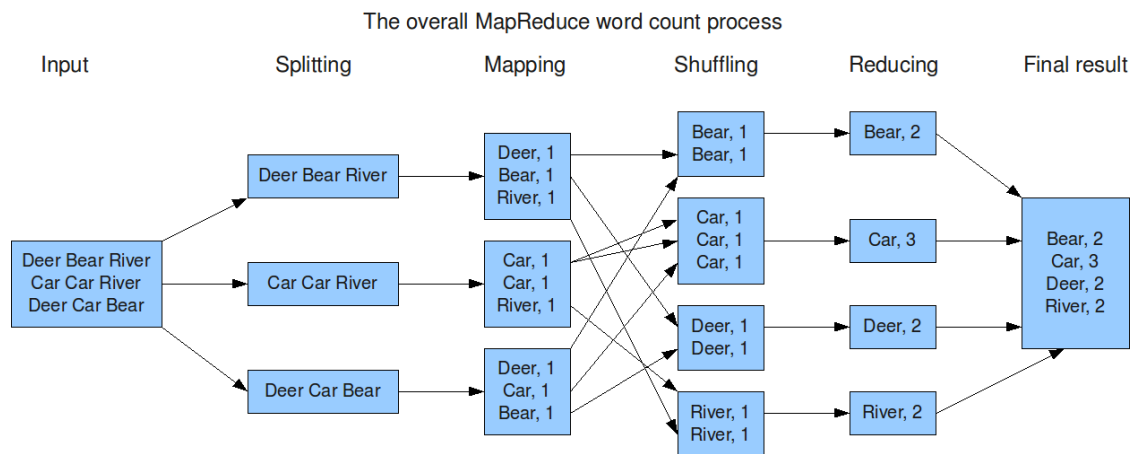 The overall MapReduce word count process
Input
Splitting
Mapping
Shuffling
Reducing
Final result
Deer Bear River
Car Car River
Deer Car Bear
Deer Bear River
Car Car River
Deer Car Bear
Deer, 1
Bear, 1
River, 1
Car, 1
Car, 1
River, 1
Deer, 1
Car, 1
Bear, 1
Bear, 1
Bear, 1
Car, 1
Car, 1
Car, 1
Deer, 1
Deer, 1
River, 1
River, 1
Bear, 2
Car, 3
Deer, 2
River, 2
Bear, 2
Car, 3
Deer, 2
River, 2